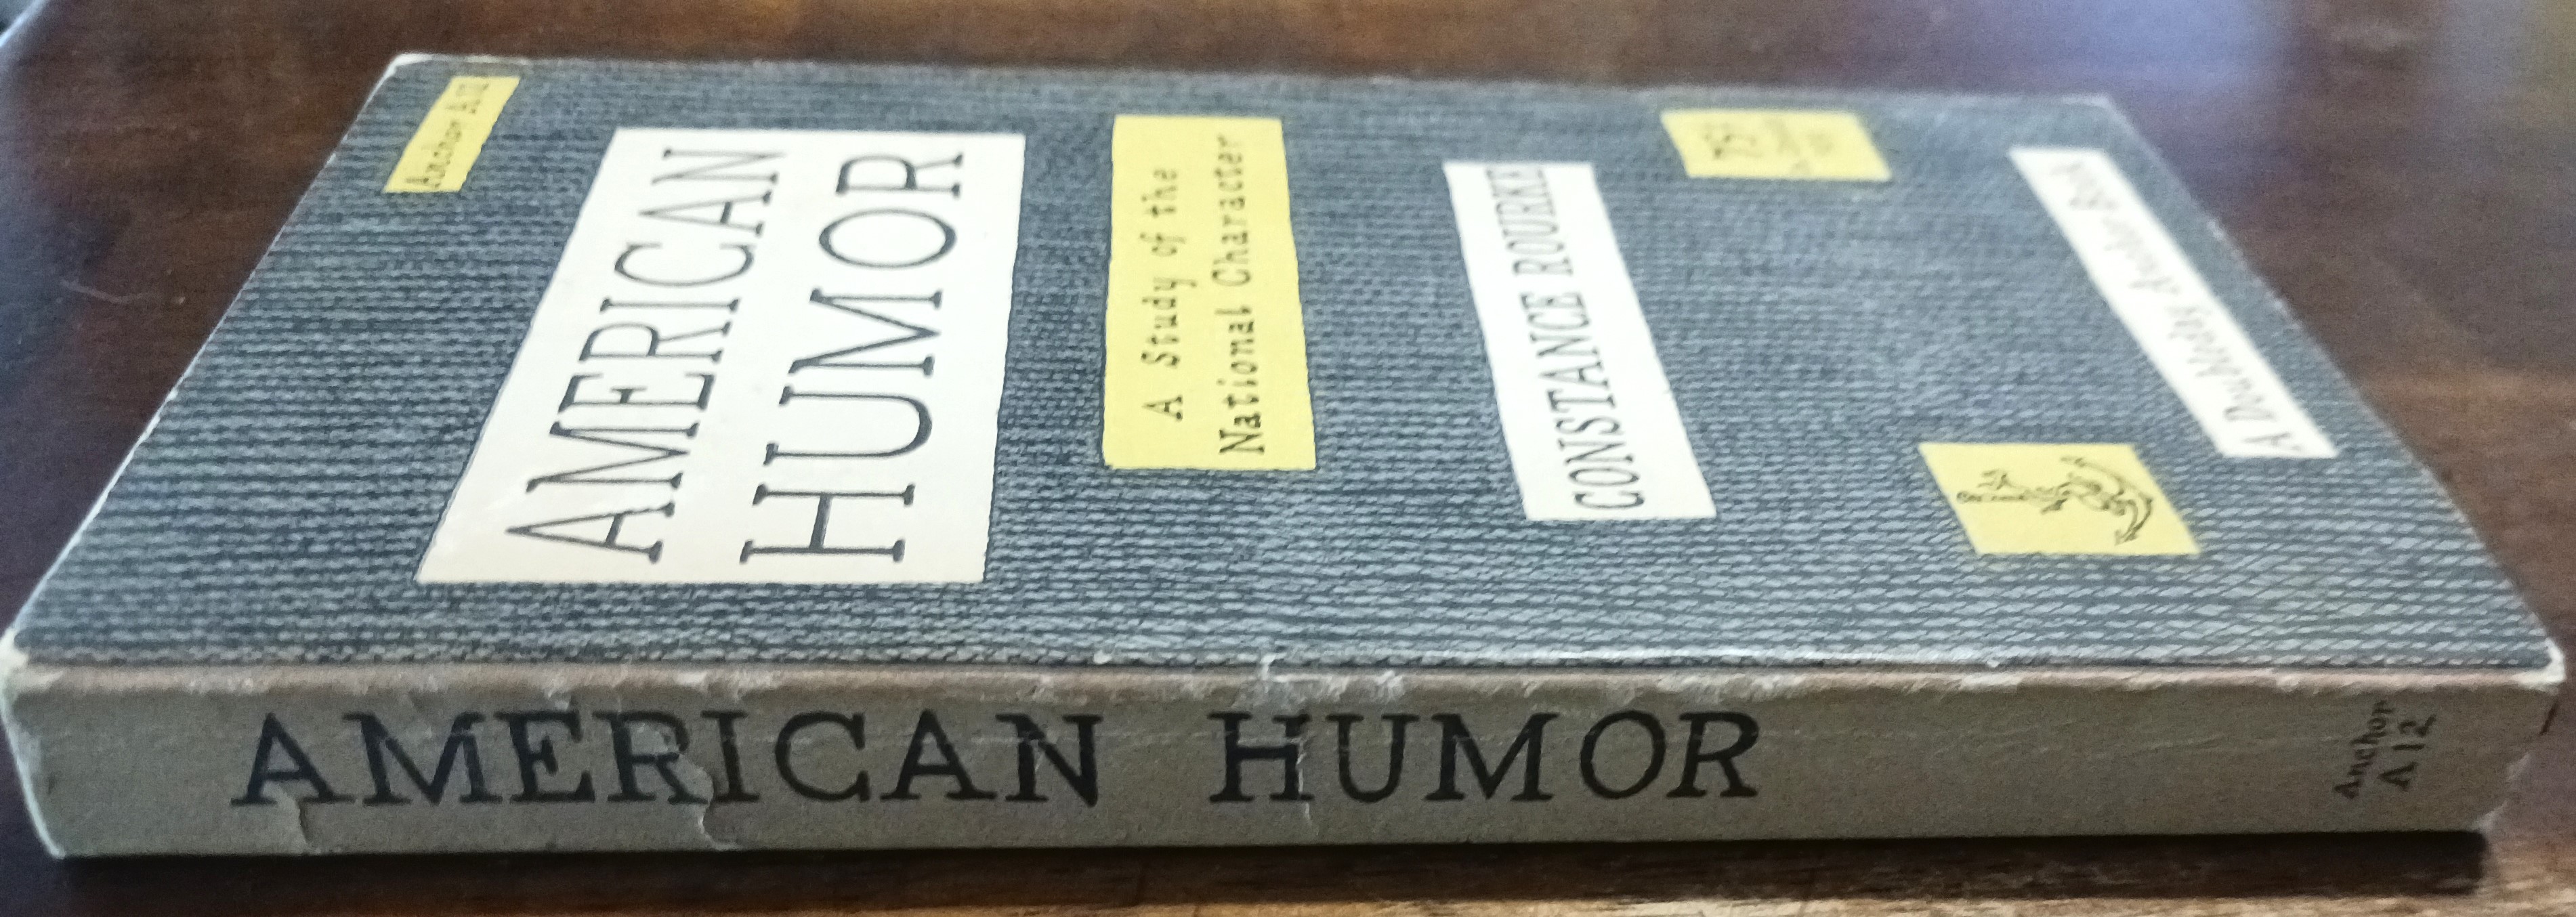 Anchor A12
AMERICAN
HUMOR
A Study of the
National Character
CONSTANCE ROURKE
75¢
A Doubleday Anchor Book
AMERICAN HUMOR
Anchor
A12